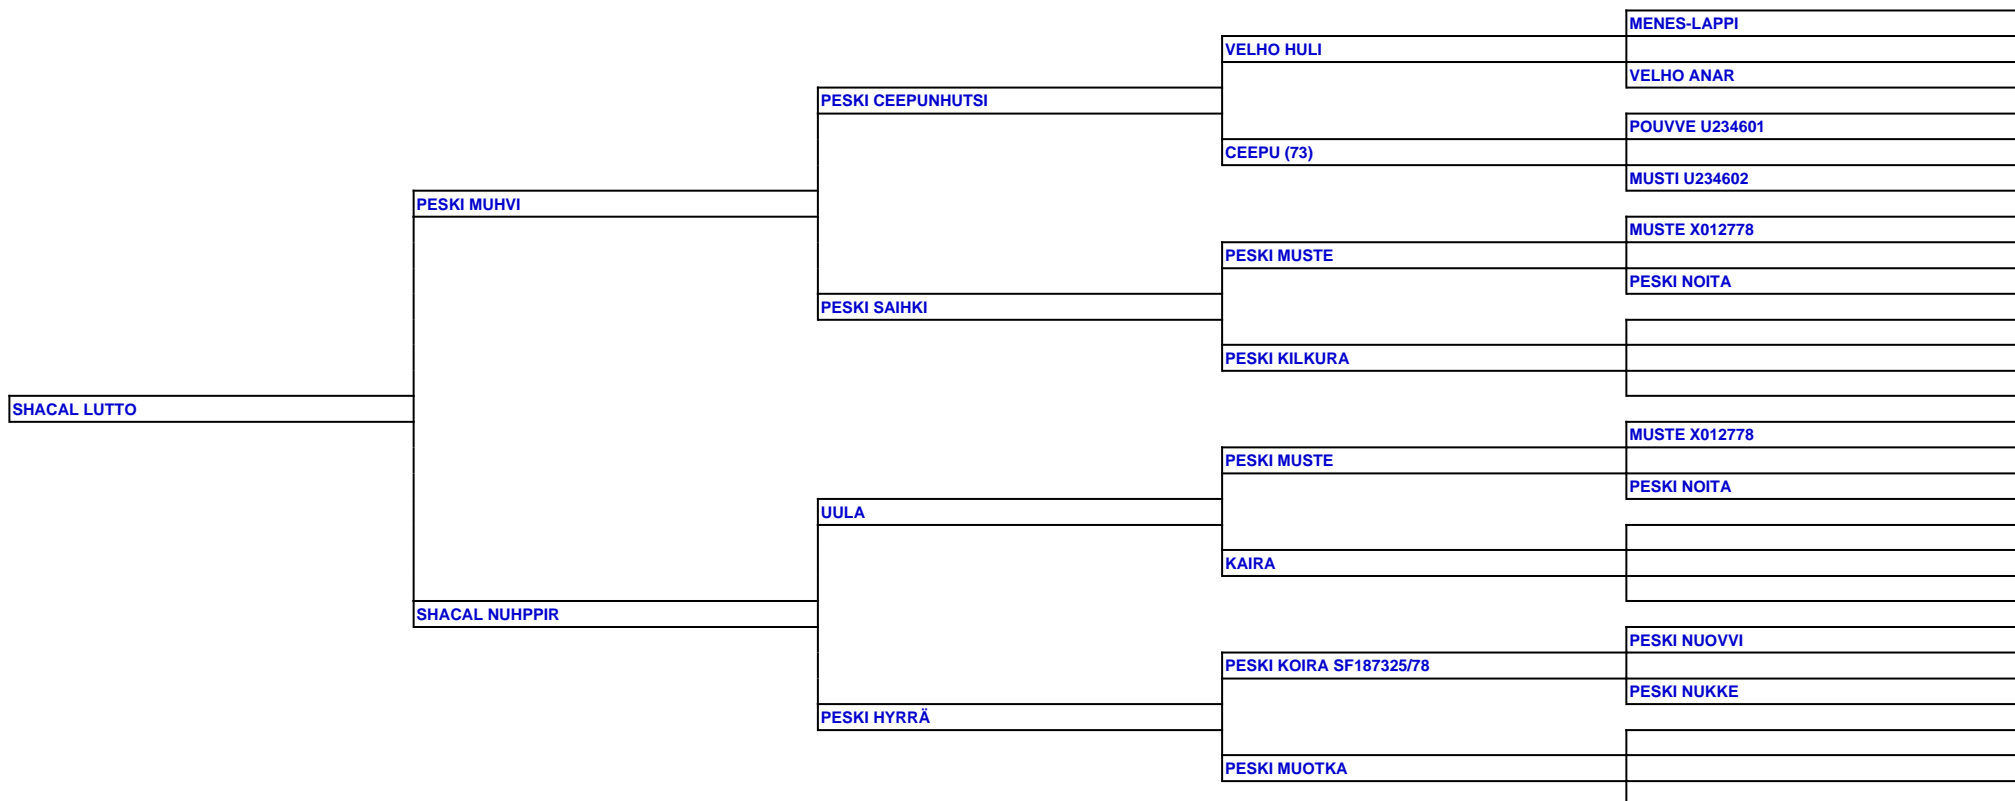 MENES-LAPPI
VELHO HULI
VELHO ANAR
PESKI CEEPUNHUTSI
POUVVE U234601
CEEPU (73)
MUSTI U234602
PESKI MUHVI
MUSTE X012778
PESKI MUSTE
PESKI NOITA
PESKI SAIHKI
PESKI KILKURA
SHACAL LUTTO
MUSTE X012778
PESKI MUSTE
PESKI NOITA
UULA
KAIRA
SHACAL NUHPPIR
PESKI NUOVVI
PESKI KOIRA SF187325/78
PESKI NUKKE
PESKI HYRRÄ
PESKI MUOTKA